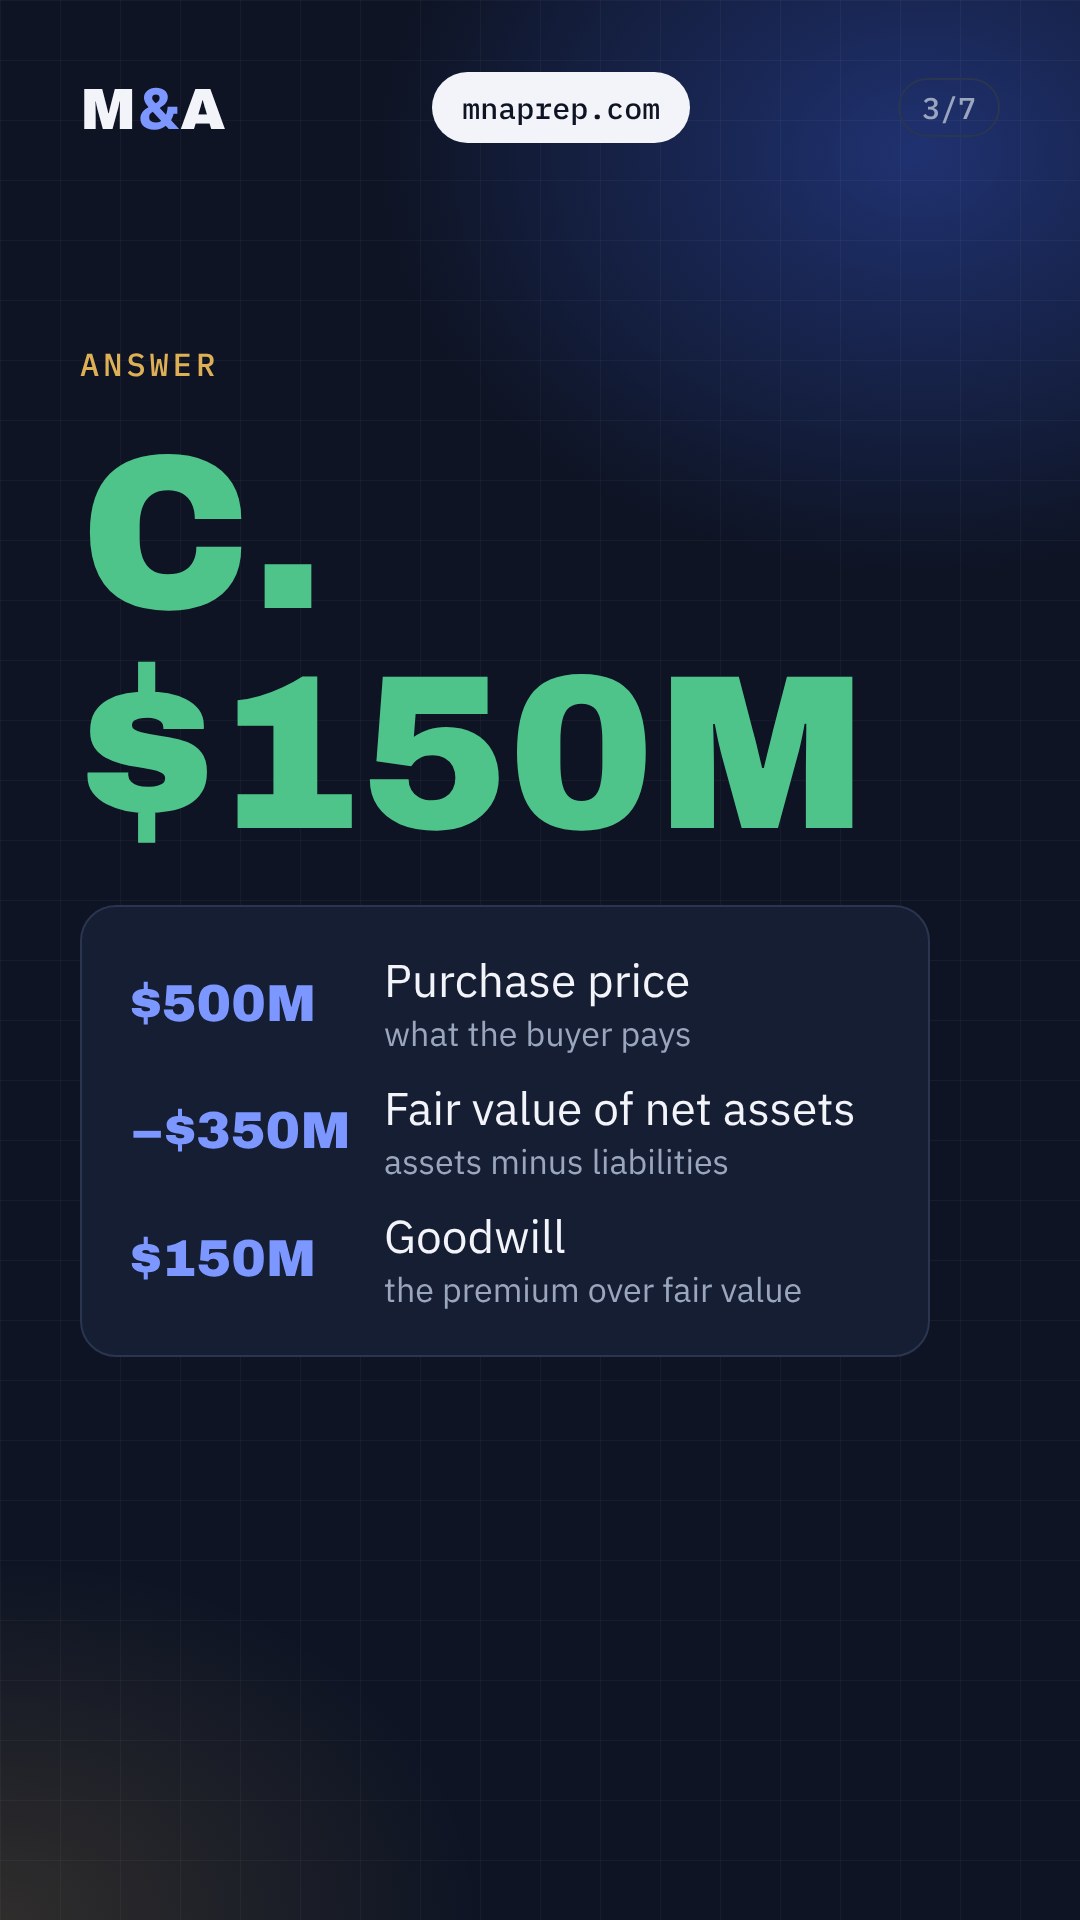 M&A
mnaprep.com
3/7
ANSWER
C.
$150M
$500M
Purchase price
what the buyer pays
–$350M
Fair value of net assets
assets minus liabilities
$150M
Goodwill
the premium over fair value